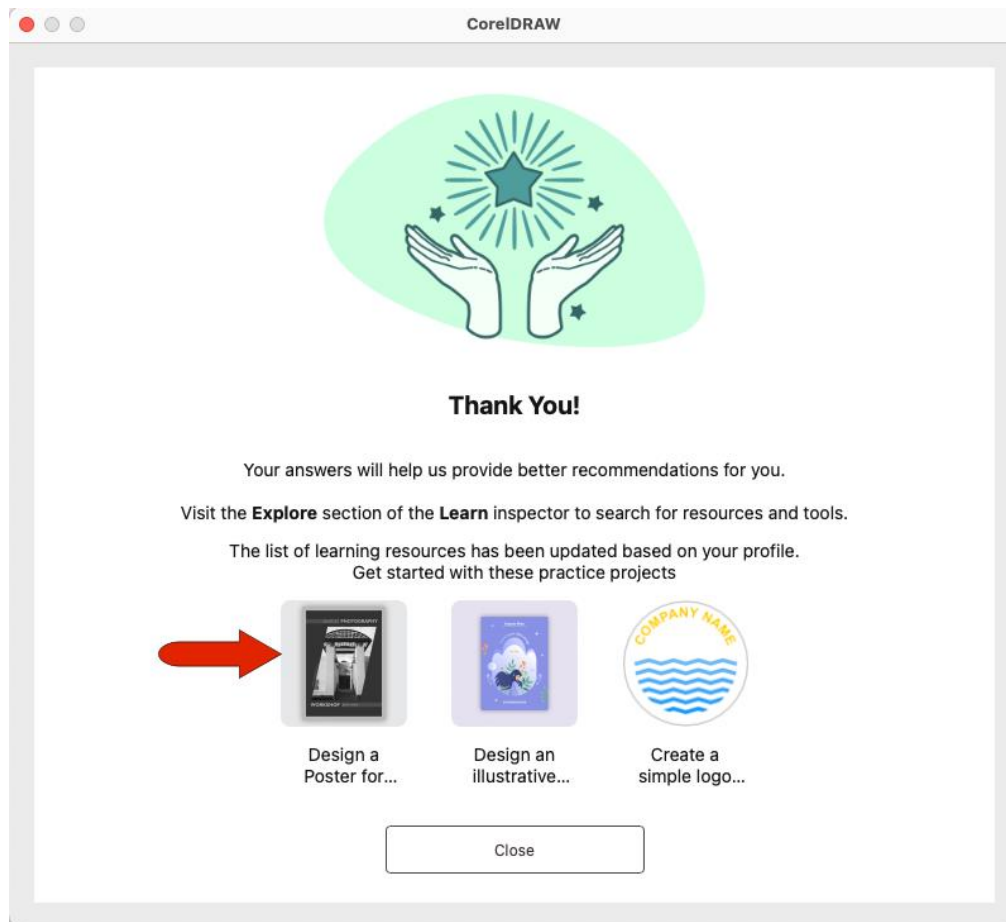 CorelDRAW
Thank You!
Your answers will help us provide better recommendations for you.
Visit the Explore section of the Learn inspector to search for resources and tools.
The list of learning resources has been updated based on your profile.
Get started with these practice projects
PHOTOGRAPHY
WORKSHOP
COMPANY NAME
Design a
Poster for...
Design an
illustrative...
Create a
simple logo...
Close